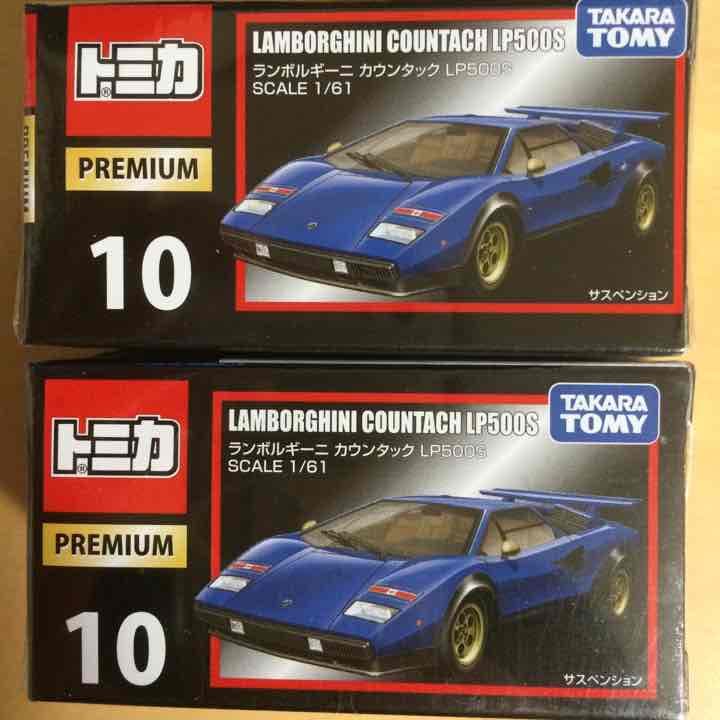 LAMBORGHINI COUNTACH LP500S
TAKARA
TOMY
ランボルギーニ カウンタック LP500S
SCALE 1/61
トミカ
®
PREMIUM
PREMIUM
10
サスペンション
LAMBORGHINI COUNTACH LP500S
TAKARA
TOMY
ランボルギーニ カウンタック LP500S
SCALE 1/61
トミカ
®
PREMIUM
10
サスペンション